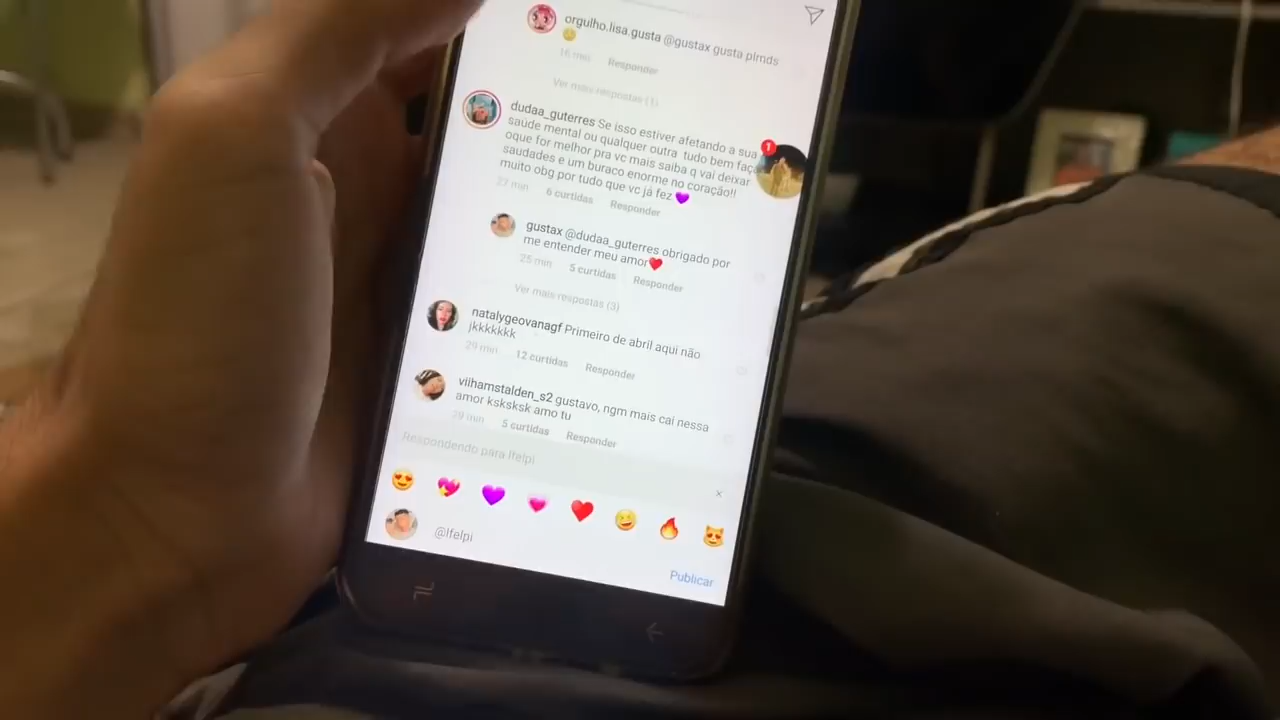 orgulho.lisa.gusta @gustax gusta plmds
16 min Responder
Ver mais respostas (1)
dudaa_guterres Se isso estiver afetando a sua
saúde mental ou qualquer outra tudo bem faça
oque for melhor pra vc mais saiba q vai deixar
saudades e um buraco enorme no coração!!
muito obg por tudo que vc já fez 💜
1
27 min 6 curtidas Responder
gustax @dudaa_guterres obrigado por
me entender meu amor❤️
25 min 5 curtidas Responder
Ver mais respostas (3)
natalygeovanagf Primeiro de abril aqui não
jkkkkkkk
29 min 12 curtidas Responder
viihamstalden_s2 gustavo, ngm mais cai nessa
amor ksksksk amo tu
29 min 5 curtidas Responder
Respondendo para lfelpi
@lfelpi
Publicar